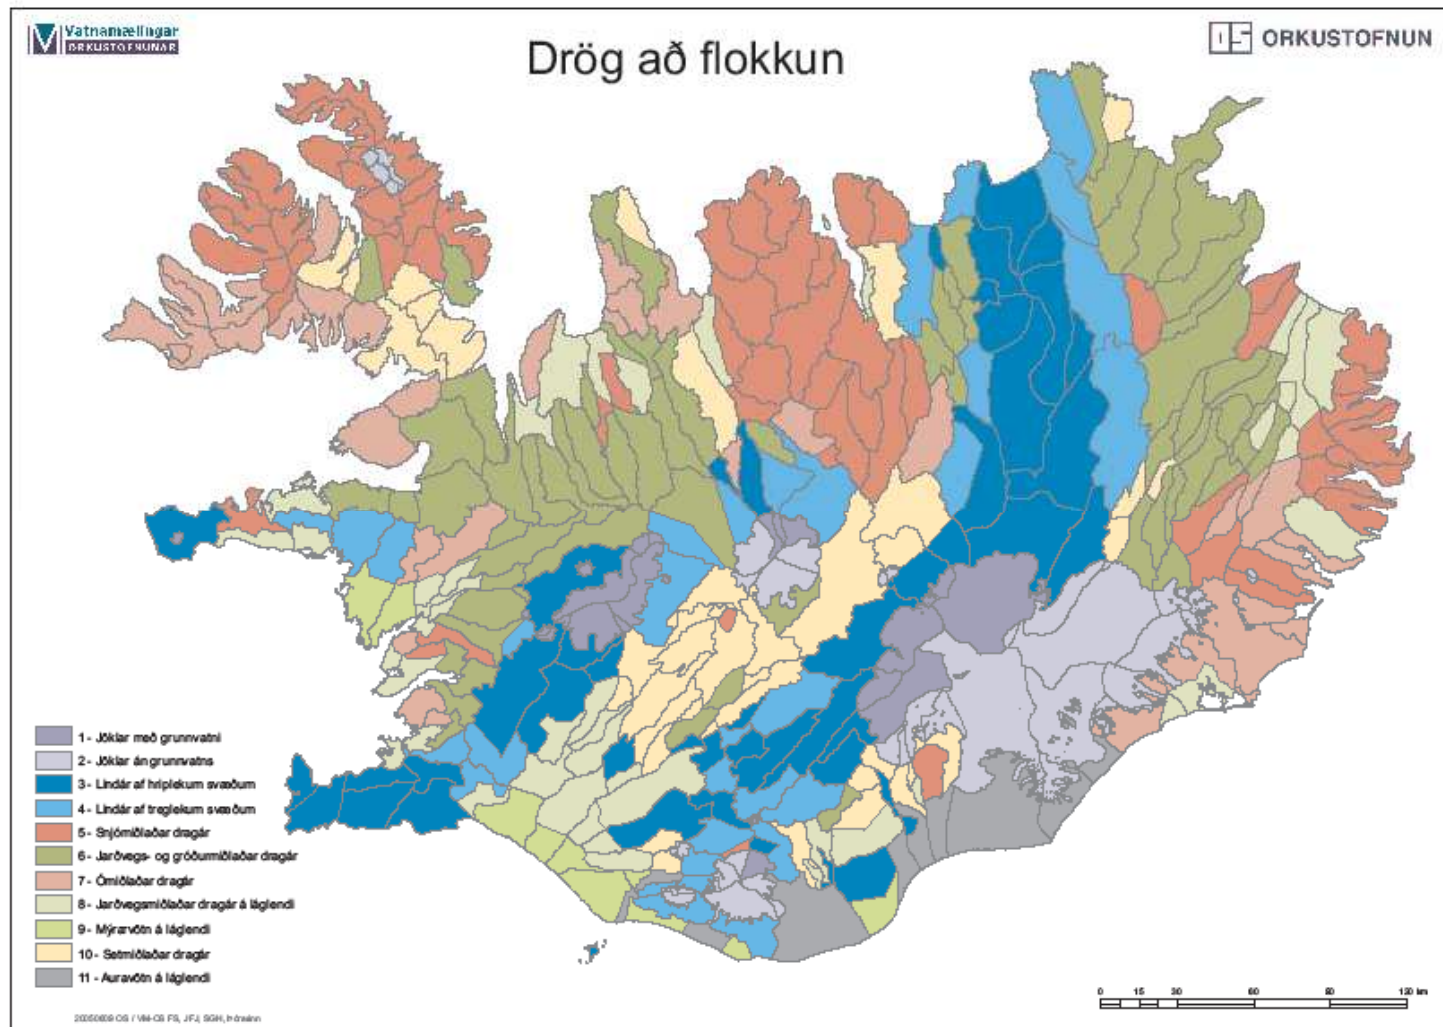 Vatnamælingar
ORKUSTOFNUNAR
Drög að flokkun
OS ORKUSTOFNUN
1 - Jöklar með grunnvatni
2 - Jöklar án grunnvatns
3 - Lindár af hriplekum svæðum
4 - Lindár af treglekum svæðum
5 - Snjómiðlaðar dragár
6 - Jarðvegs- og gróðurmiðlaðar dragár
7 - Ómiðlaðar dragár
8 - Jarðvegsmiðlaðar dragár á láglendi
9 - Mýrarvötn á láglendi
10 - Setmiðlaðar dragár
11 - Auravötn á láglendi
0 15 30 60 90 120 km